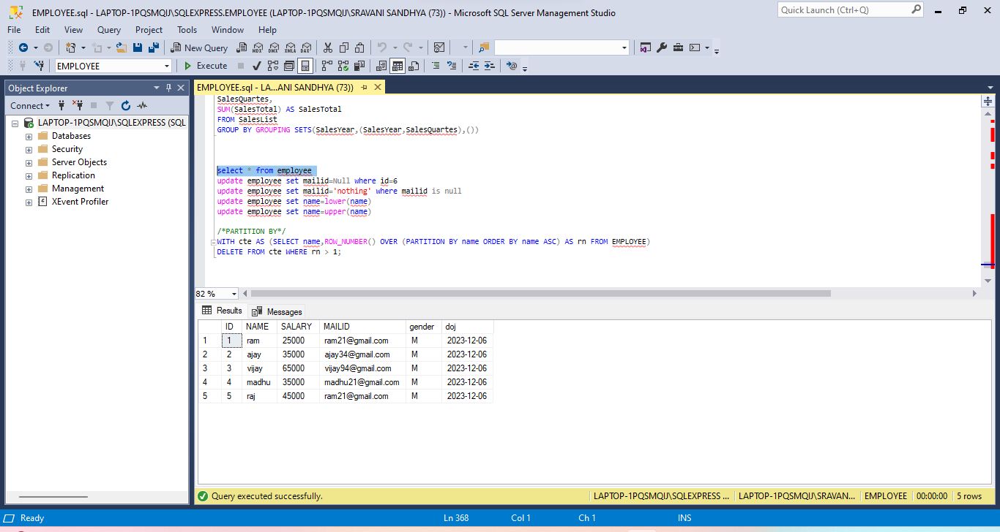 EMPLOYEE.sql - LAPTOP-1PQSMQIJ\SQLEXPRESS.EMPLOYEE (LAPTOP-1PQSMQIJ\SRAVANI SANDHYA (73)) - Microsoft SQL Server Management Studio
Quick Launch (Ctrl+Q)
File Edit View Query Project Tools Window Help
New Query MDX DMX XMLA DAX
EMPLOYEE Execute
Object Explorer
EMPLOYEE.sql - LA...ANI SANDHYA (73))
Connect
LAPTOP-1PQSMQIJ\SQLEXPRESS (SQL
Databases
Security
Server Objects
Replication
Management
XEvent Profiler
SalesQuartes,
SUM(SalesTotal) AS SalesTotal
FROM SalesList
GROUP BY GROUPING SETS(SalesYear,(SalesYear,SalesQuartes),())
select * from employee
update employee set mailid=Null where id=6
update employee set mailid='nothing' where mailid is null
update employee set name=lower(name)
update employee set name=upper(name)
/*PARTITION BY*/
WITH cte AS (SELECT name,ROW_NUMBER() OVER (PARTITION BY name ORDER BY name ASC) AS rn FROM EMPLOYEE)
DELETE FROM cte WHERE rn > 1;
82 %
Results Messages
ID NAME SALARY MAILID gender doj
1 1 ram 25000 ram21@gmail.com M 2023-12-06
2 2 ajay 35000 ajay34@gmail.com M 2023-12-06
3 3 vijay 65000 vijay94@gmail.com M 2023-12-06
4 4 madhu 35000 madhu21@gmail.com M 2023-12-06
5 5 raj 45000 ram21@gmail.com M 2023-12-06
Query executed successfully. LAPTOP-1PQSMQIJ\SQLEXPRESS ... LAPTOP-1PQSMQIJ\SRAVAN... EMPLOYEE 00:00:00 5 rows
Ready Ln 368 Col 1 Ch 1 INS